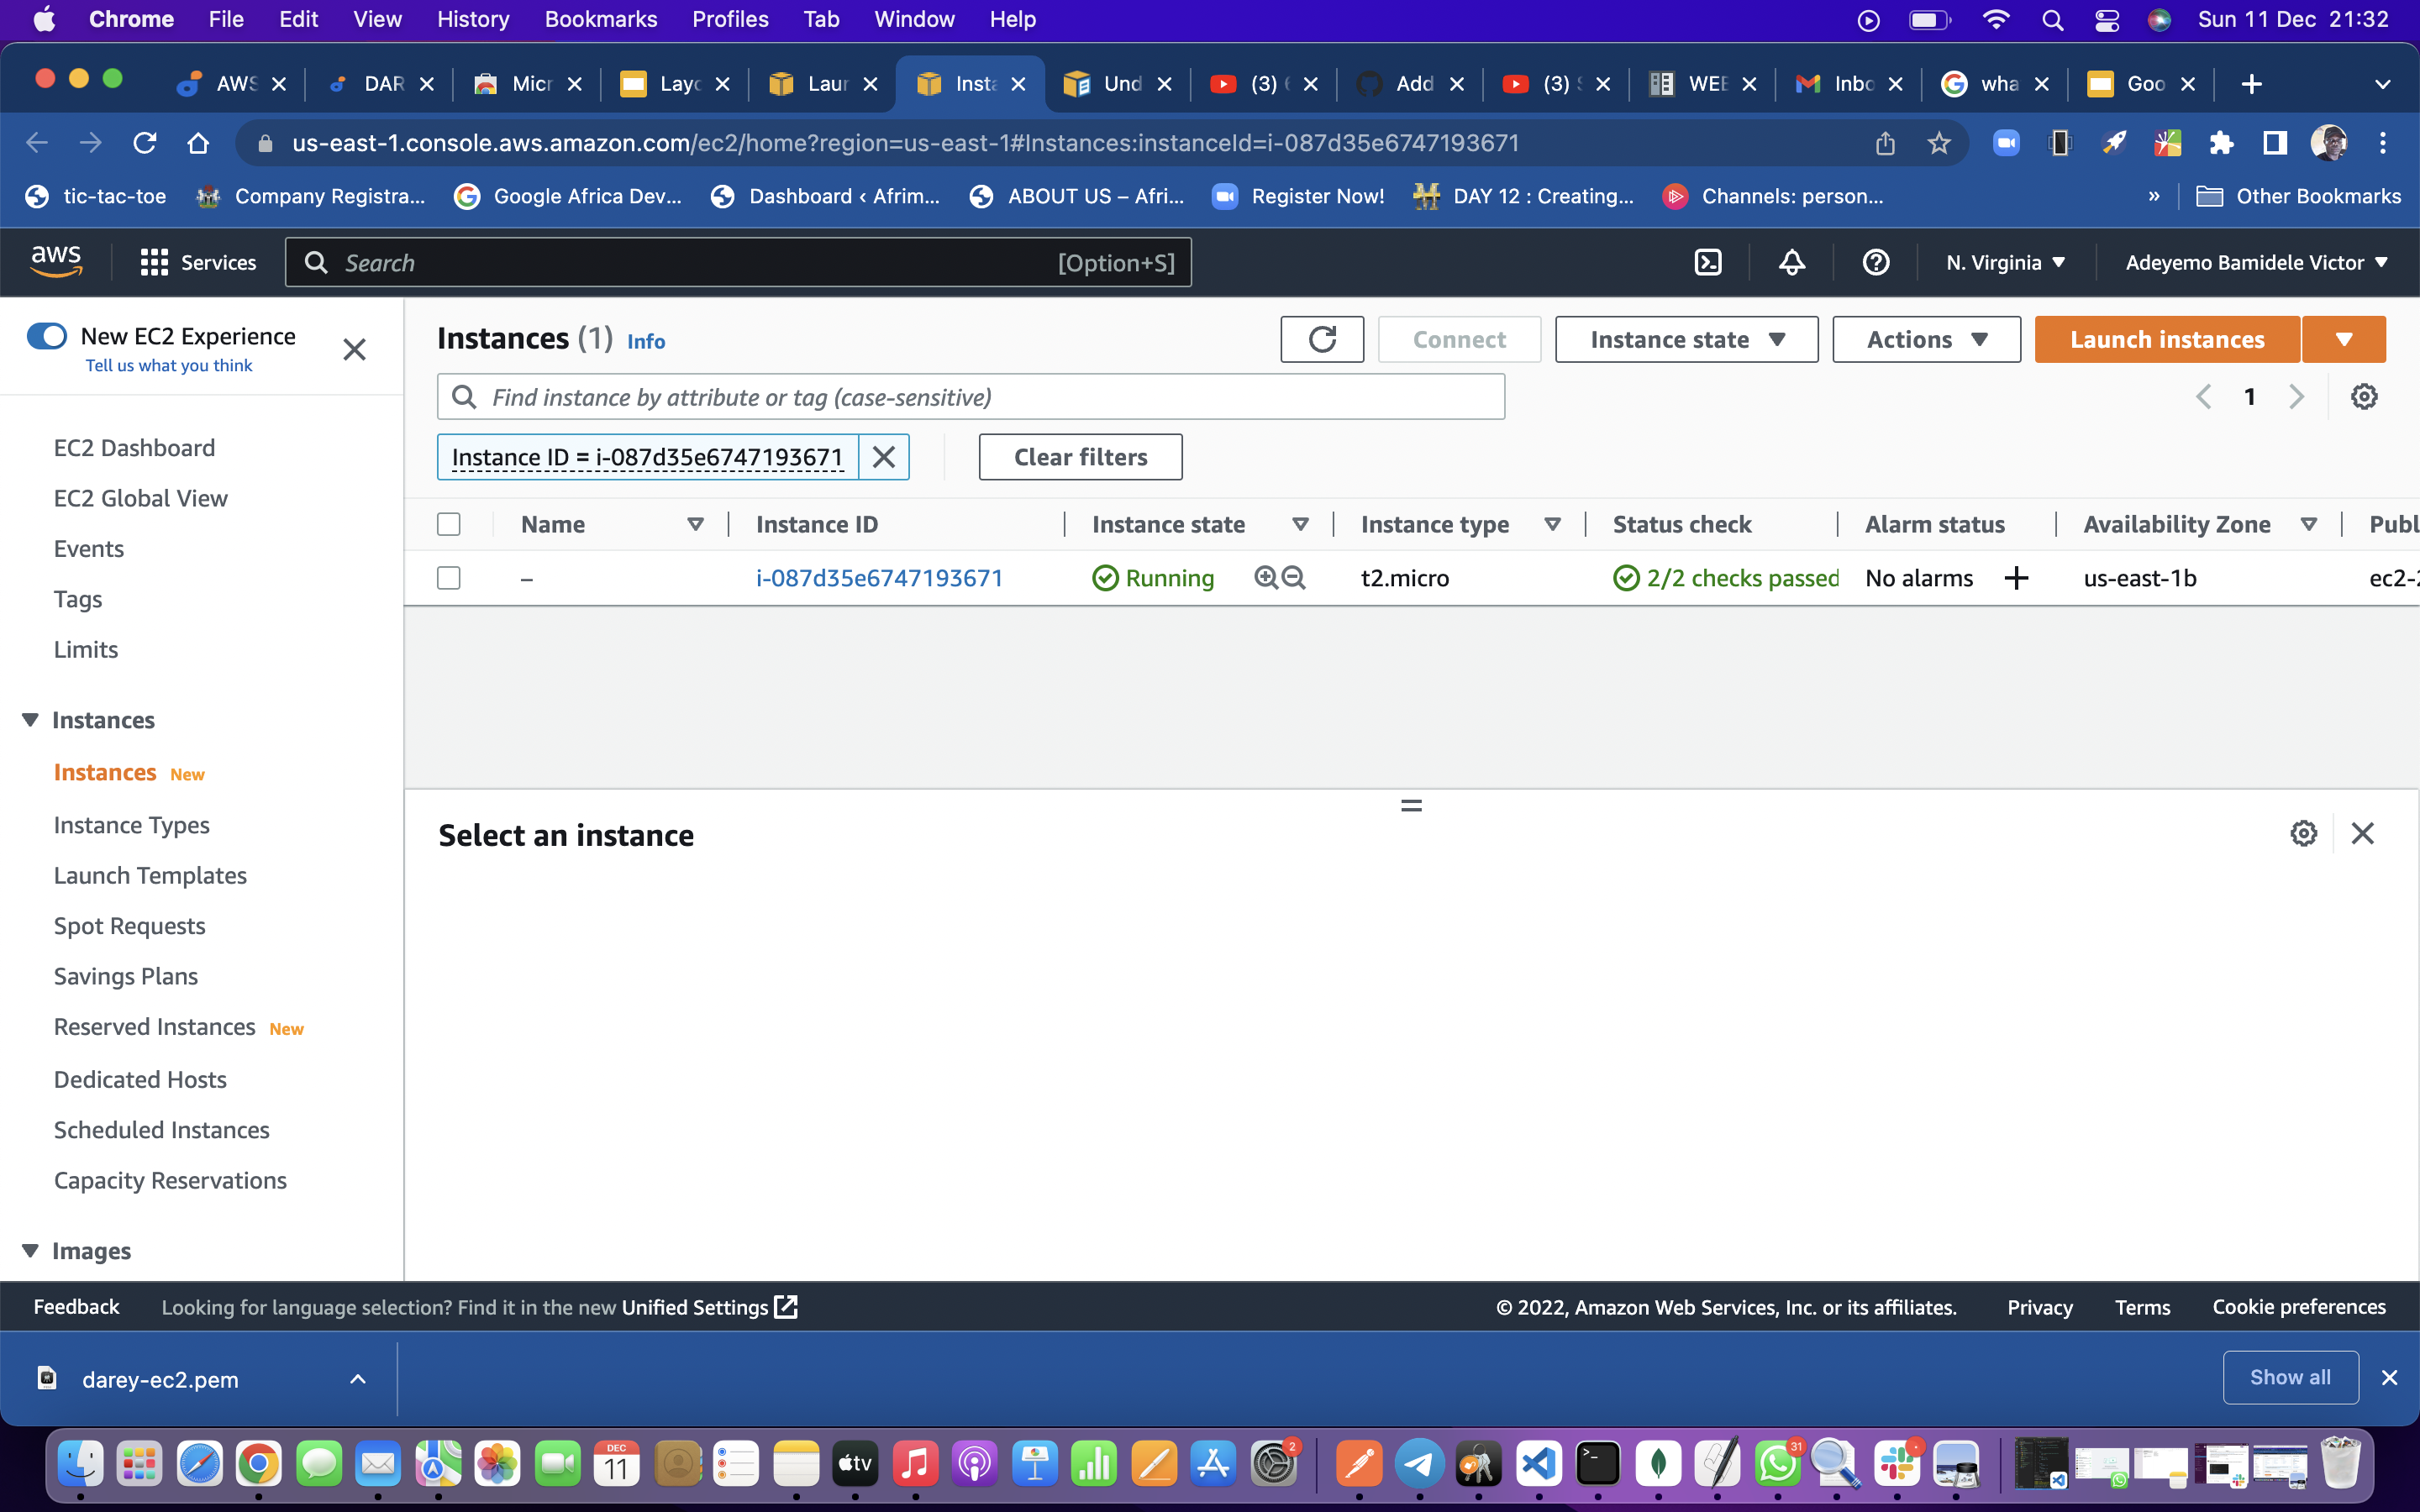 Chrome File Edit View History Bookmarks Profiles Tab Window Help Sun 11 Dec 21:32
AWS DAR Micr Layo Laun Insta Und (3) Add (3) WEB Inbo wha Goo
us-east-1.console.aws.amazon.com/ec2/home?region=us-east-1#Instances:instanceId=i-087d35e6747193671
tic-tac-toe Company Registra... Google Africa Dev... Dashboard ‹ Afrim... ABOUT US – Afri... Register Now! DAY 12 : Creating... Channels: person... » Other Bookmarks
aws Services Search [Option+S] N. Virginia Adeyemo Bamidele Victor
New EC2 Experience
Tell us what you think
EC2 Dashboard
EC2 Global View
Events
Tags
Limits
Instances
Instances New
Instance Types
Launch Templates
Spot Requests
Savings Plans
Reserved Instances New
Dedicated Hosts
Scheduled Instances
Capacity Reservations
Images
Instances (1) Info Connect Instance state Actions Launch instances
Find instance by attribute or tag (case-sensitive) 1
Instance ID = i-087d35e6747193671 Clear filters
Name Instance ID Instance state Instance type Status check Alarm status Availability Zone Publ
– i-087d35e6747193671 Running t2.micro 2/2 checks passed No alarms + us-east-1b ec2-2
Select an instance
Feedback Looking for language selection? Find it in the new Unified Settings © 2022, Amazon Web Services, Inc. or its affiliates. Privacy Terms Cookie preferences
darey-ec2.pem Show all
DEC
11
tv
2
31